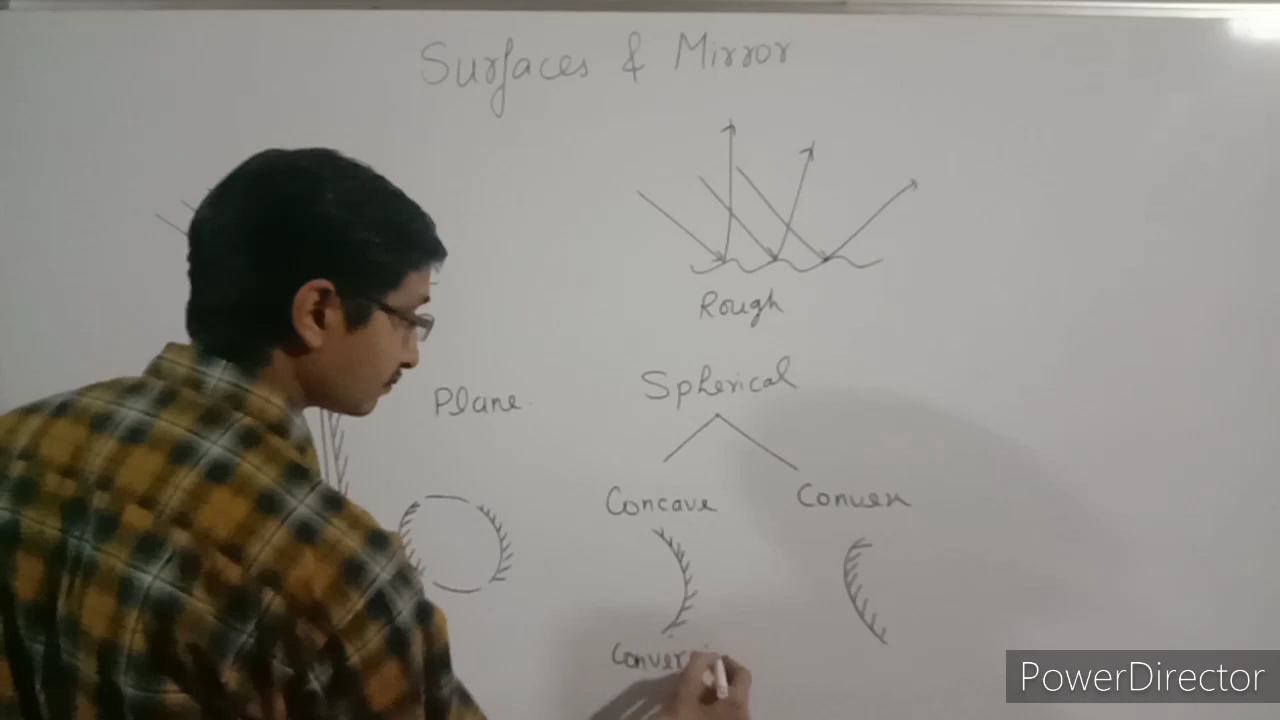 Surfaces & Mirror
Rough
Plane
Spherical
Concave
Convex
PowerDirector